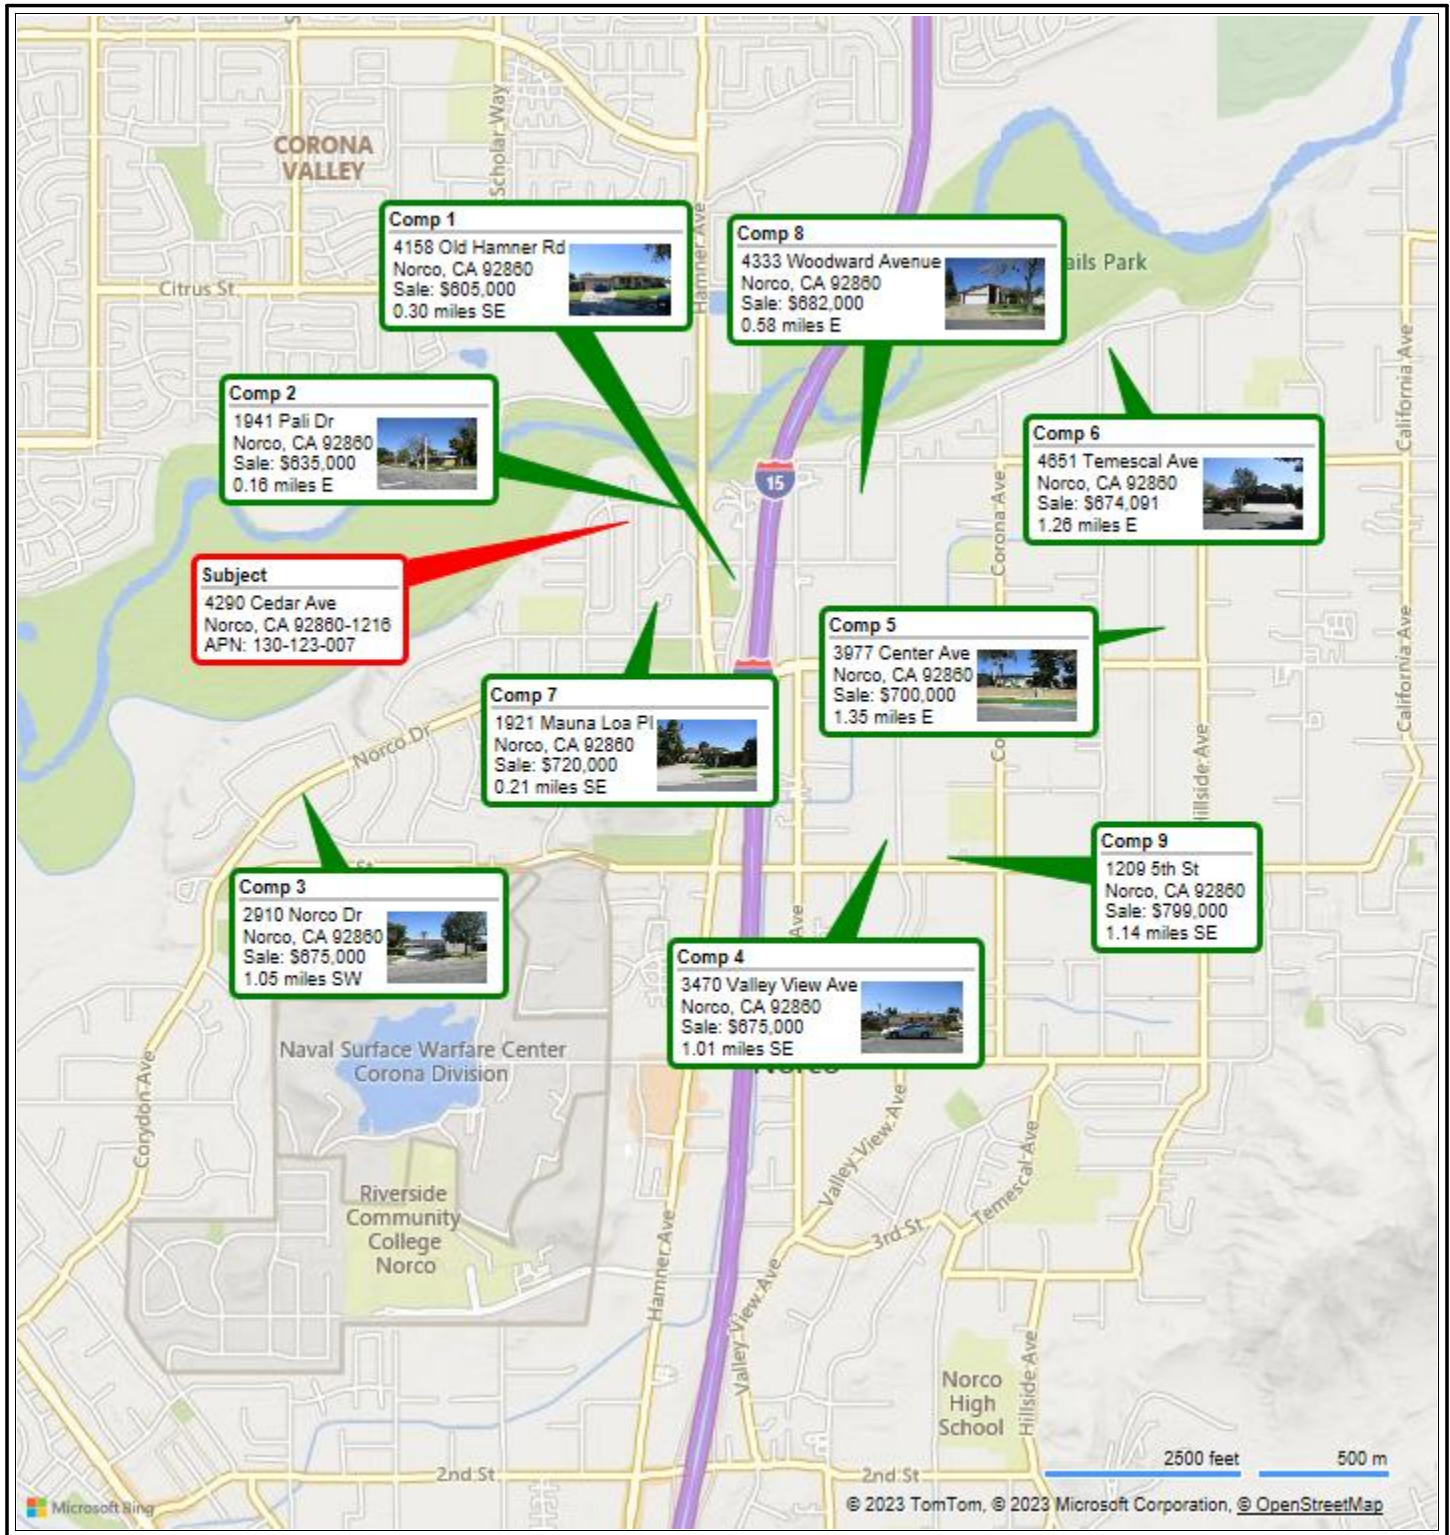 CORONA
VALLEY
Scholar Way
Hamner Ave
Citrus St
Comp 1
4158 Old Hamner Rd
Norco, CA 92860
Sale: $605,000
0.30 miles SE
Comp 8
4333 Woodward Avenue
Norco, CA 92860
Sale: $682,000
0.58 miles E
ails Park
California Ave
Comp 2
1941 Pali Dr
Norco, CA 92860
Sale: $635,000
0.16 miles E
15
Comp 6
4651 Temescal Ave
Norco, CA 92860
Sale: $674,091
1.26 miles E
Corona Ave
Subject
4290 Cedar Ave
Norco, CA 92860-1216
APN: 130-123-007
Comp 5
3977 Center Ave
Norco, CA 92860
Sale: $700,000
1.35 miles E
California Ave
Comp 7
1921 Mauna Loa Pl
Norco, CA 92860
Sale: $720,000
0.21 miles SE
Norco Dr
Co
Hillside Ave
Comp 9
1209 5th St
Norco, CA 92860
Sale: $799,000
1.14 miles SE
St
Comp 3
2910 Norco Dr
Norco, CA 92860
Sale: $675,000
1.05 miles SW
Ave
Comp 4
3470 Valley View Ave
Norco, CA 92860
Sale: $675,000
1.01 miles SE
Norco
Naval Surface Warfare Center
Corona Division
Corydon Ave
Valley View Ave
Temescal Ave
3rd St
Riverside
Community
College
Norco
Hamner Ave
Valley View Ave
Hillside Ave
Norco
High
School
2nd St
2nd St
2500 feet
500 m
Microsoft Bing
© 2023 TomTom, © 2023 Microsoft Corporation, © OpenStreetMap